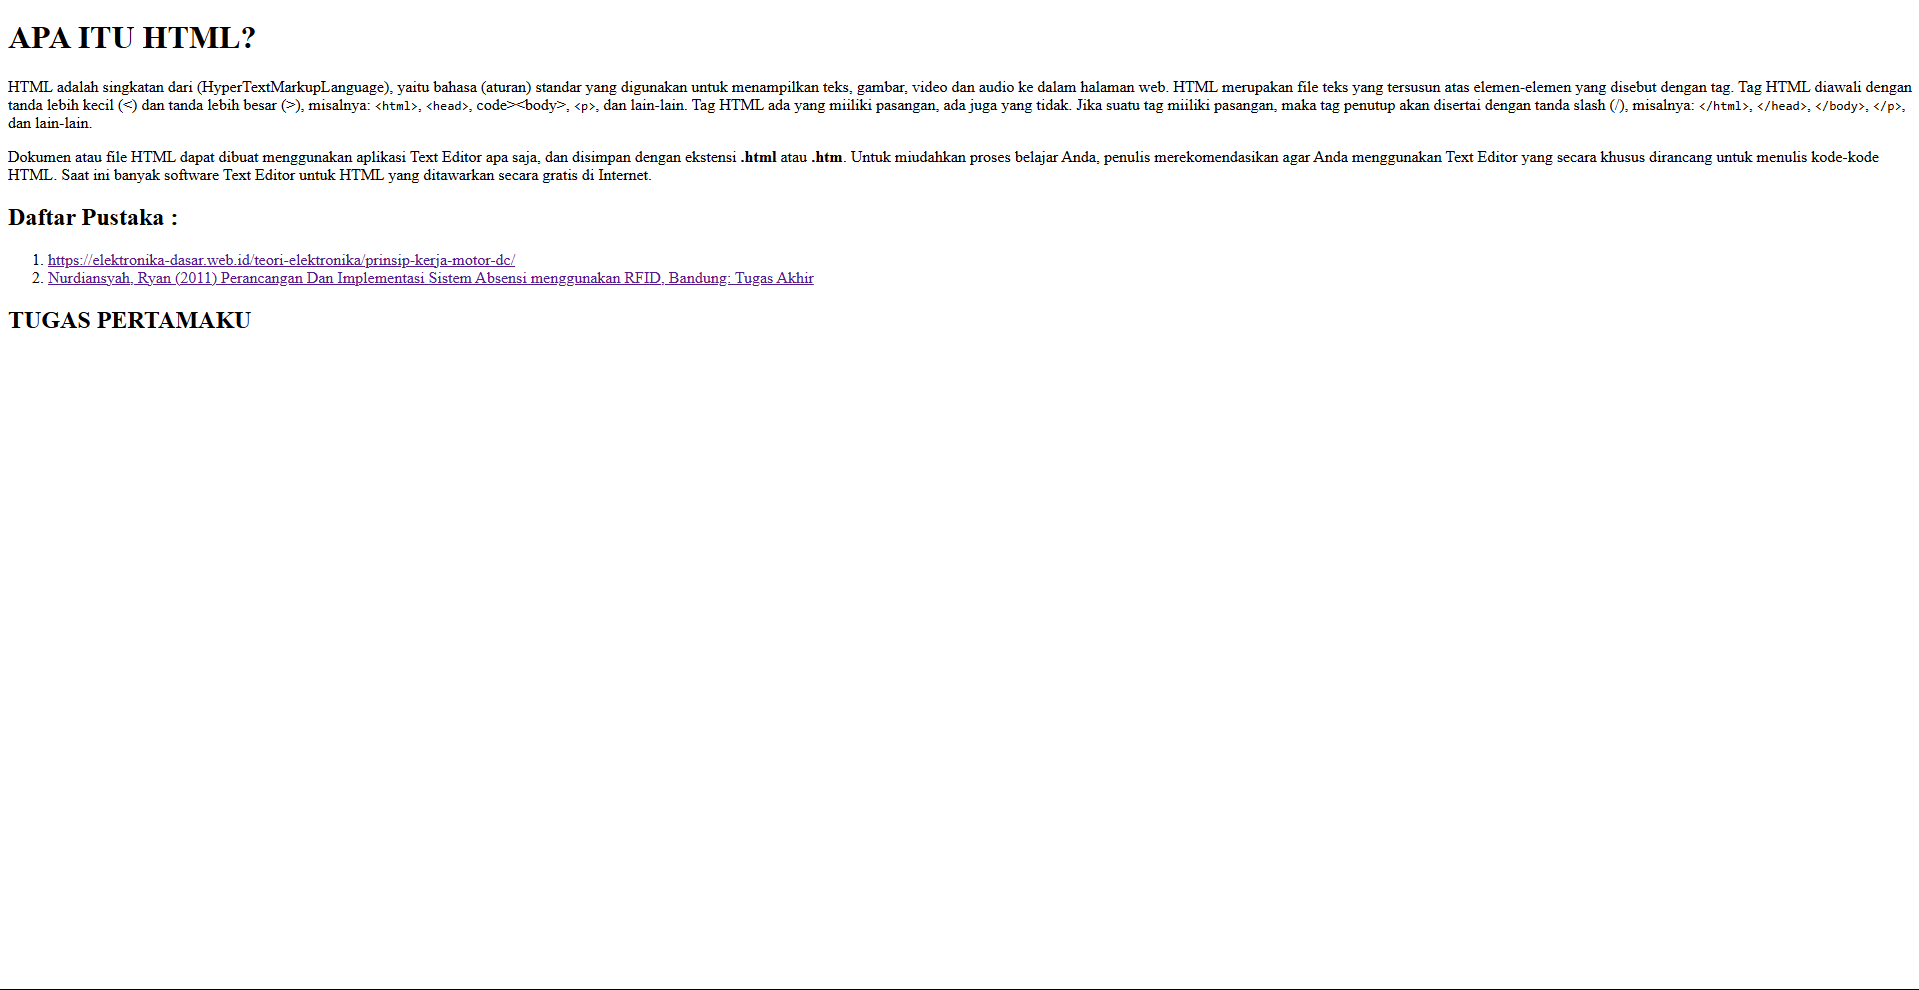 APA ITU HTML?
HTML adalah singkatan dari (HyperTextMarkupLanguage), yaitu bahasa (aturan) standar yang digunakan untuk menampilkan teks, gambar, video dan audio ke dalam halaman web. HTML merupakan file teks yang tersusun atas elemen-elemen yang disebut dengan tag. Tag HTML diawali dengan
tanda lebih kecil (<) dan tanda lebih besar (>), misalnya: <html>, <head>, code><body>, <p>, dan lain-lain. Tag HTML ada yang miiliki pasangan, ada juga yang tidak. Jika suatu tag miiliki pasangan, maka tag penutup akan disertai dengan tanda slash (/), misalnya: </html>, </head>, </body>, </p>,
dan lain-lain.
Dokumen atau file HTML dapat dibuat menggunakan aplikasi Text Editor apa saja, dan disimpan dengan ekstensi .html atau .htm. Untuk miudahkan proses belajar Anda, penulis merekomendasikan agar Anda menggunakan Text Editor yang secara khusus dirancang untuk menulis kode-kode
HTML. Saat ini banyak software Text Editor untuk HTML yang ditawarkan secara gratis di Internet.
Daftar Pustaka :
1. https://elektronika-dasar.web.id/teori-elektronika/prinsip-kerja-motor-dc/
2. Nurdiansyah, Ryan (2011) Perancangan Dan Implementasi Sistem Absensi menggunakan RFID, Bandung: Tugas Akhir
TUGAS PERTAMAKU